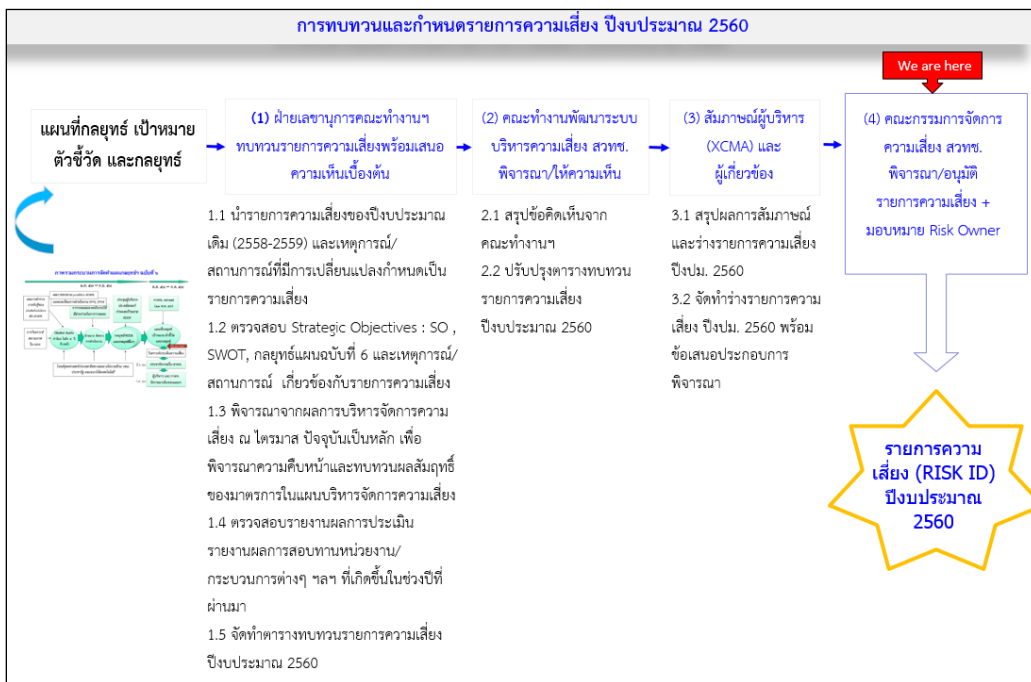 การทบทวนและกำหนดรายการความเสี่ยง ปีงบประมาณ 2560
We are here
แผนที่กลยุทธ์ เป้าหมาย
ตัวชี้วัด และกลยุทธ์
(1) ฝ่ายเลขานุการคณะทำงานฯ
ทบทวนรายการความเสี่ยงพร้อมเสนอ
ความเห็นเบื้องต้น
1.1 นำรายการความเสี่ยงของปีงบประมาณ
เดิม (2558-2559) และเหตุการณ์/
สถานการณ์ที่มีการเปลี่ยนแปลงกำหนดเป็น
รายการความเสี่ยง
1.2 ตรวจสอบ Strategic Objectives : SO ,
SWOT, กลยุทธ์แผนฉบับที่ 6 และเหตุการณ์/
สถานการณ์ เกี่ยวข้องกับรายการความเสี่ยง
1.3 พิจารณาจากผลการบริหารจัดการความ
เสี่ยง ณ ไตรมาส ปัจจุบันเป็นหลัก เพื่อ
พิจารณาความคืบหน้าและทบทวนผลสัมฤทธิ์
ของมาตรการในแผนบริหารจัดการความเสี่ยง
1.4 ตรวจสอบรายงานผลการประเมิน
รายงานผลการสอบทานหน่วยงาน/
กระบวนการต่างๆ ฯลฯ ที่เกิดขึ้นในช่วงปีที่
ผ่านมา
1.5 จัดทำตารางทบทวนรายการความเสี่ยง
ปีงบประมาณ 2560
(2) คณะทำงานพัฒนาระบบ
บริหารความเสี่ยง สวทช.
พิจารณา/ให้ความเห็น
2.1 สรุปข้อคิดเห็นจาก
คณะทำงานฯ
2.2 ปรับปรุงตารางทบทวน
รายการความเสี่ยง
ปีงบประมาณ 2560
(3) สัมภาษณ์ผู้บริหาร
(XCMA) และ
ผู้เกี่ยวข้อง
3.1 สรุปผลการสัมภาษณ์
และร่างรายการความเสี่ยง
ปีงปม. 2560
3.2 จัดทำร่างรายการความ
เสี่ยง ปีงปม. 2560 พร้อม
ข้อเสนอประกอบการ
พิจารณา
(4) คณะกรรมการจัดการ
ความเสี่ยง สวทช.
พิจารณา/อนุมัติ
รายการความเสี่ยง +
มอบหมาย Risk Owner
รายการความ
เสี่ยง (RISK ID)
ปีงบประมาณ
2560